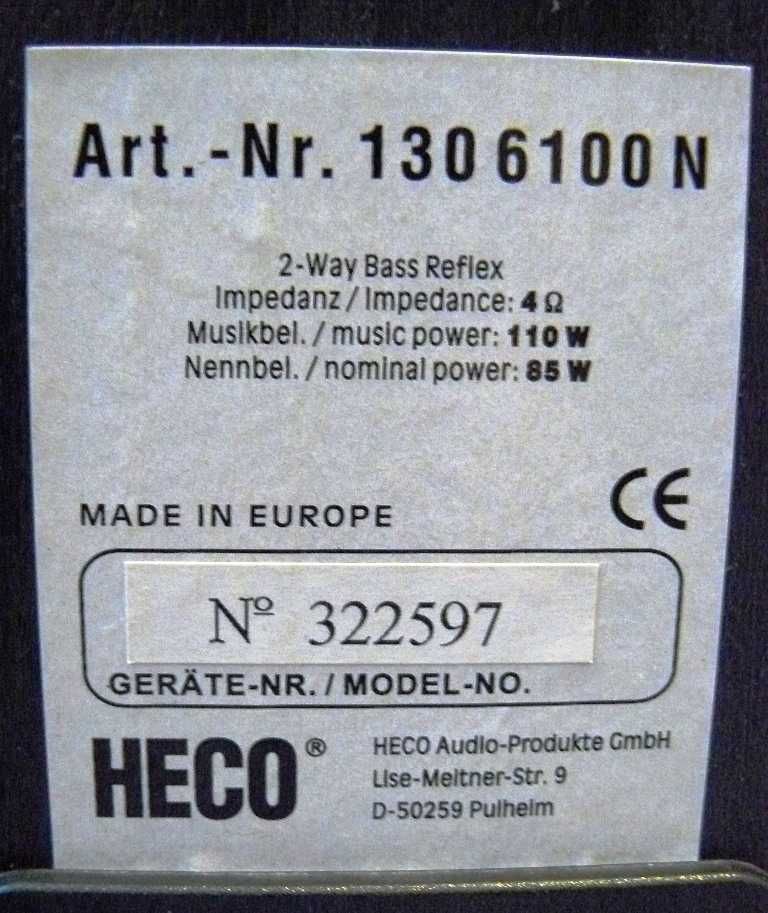 Art.-Nr. 130 6100 N
2-Way Bass Reflex
Impedanz / Impedance: 4 Ω
Musikbel. / music power: 110 W
Nennbel. / nominal power: 85 W
CE
MADE IN EUROPE
Nº 322597
GERÄTE-NR. / MODEL-NO.
HECO® HECO Audio-Produkte GmbH
Lise-Meitner-Str. 9
D-50259 Pulheim